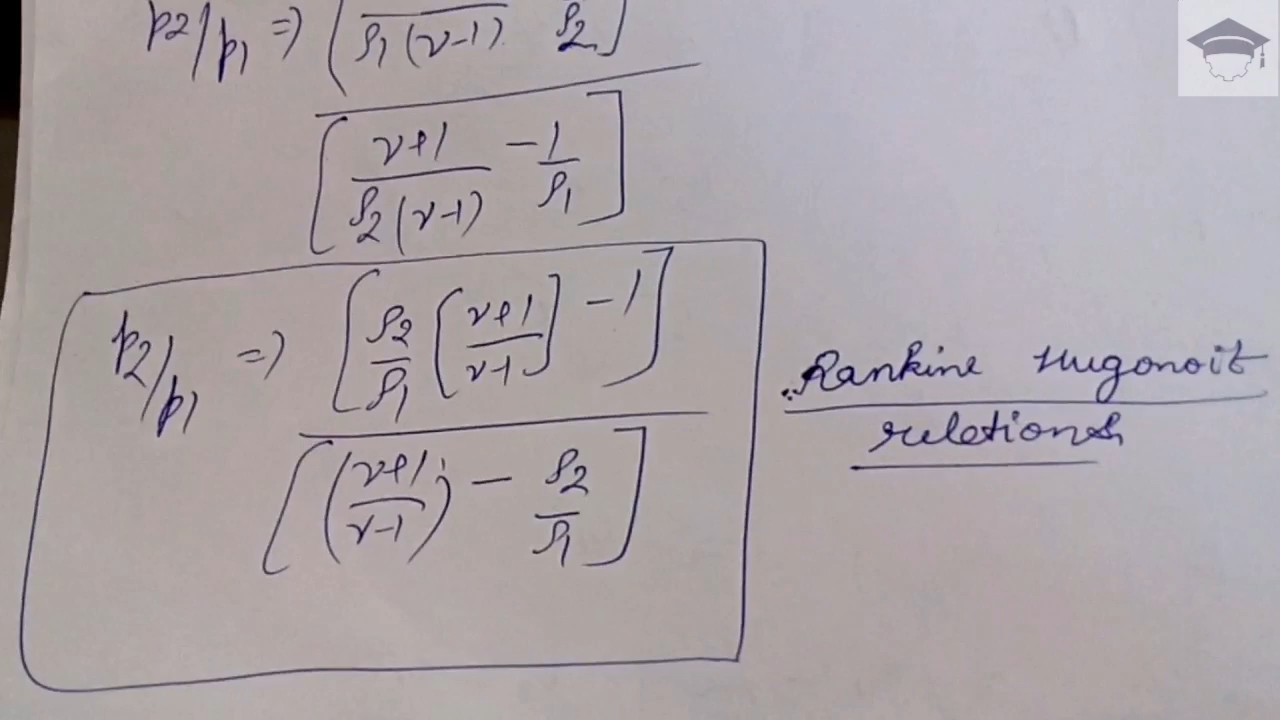 p2/p1 => [ ρ1(γ-1) ρ2 ]
[ γ+1/ρ2(γ-1) - 1/ρ1 ]
p2/p1 => [ ρ2/ρ1 [ γ+1/γ-1 ] - 1 ]
Rankine Hugonoit
reletions
[ (γ+1/γ-1) - ρ2/ρ1 ]